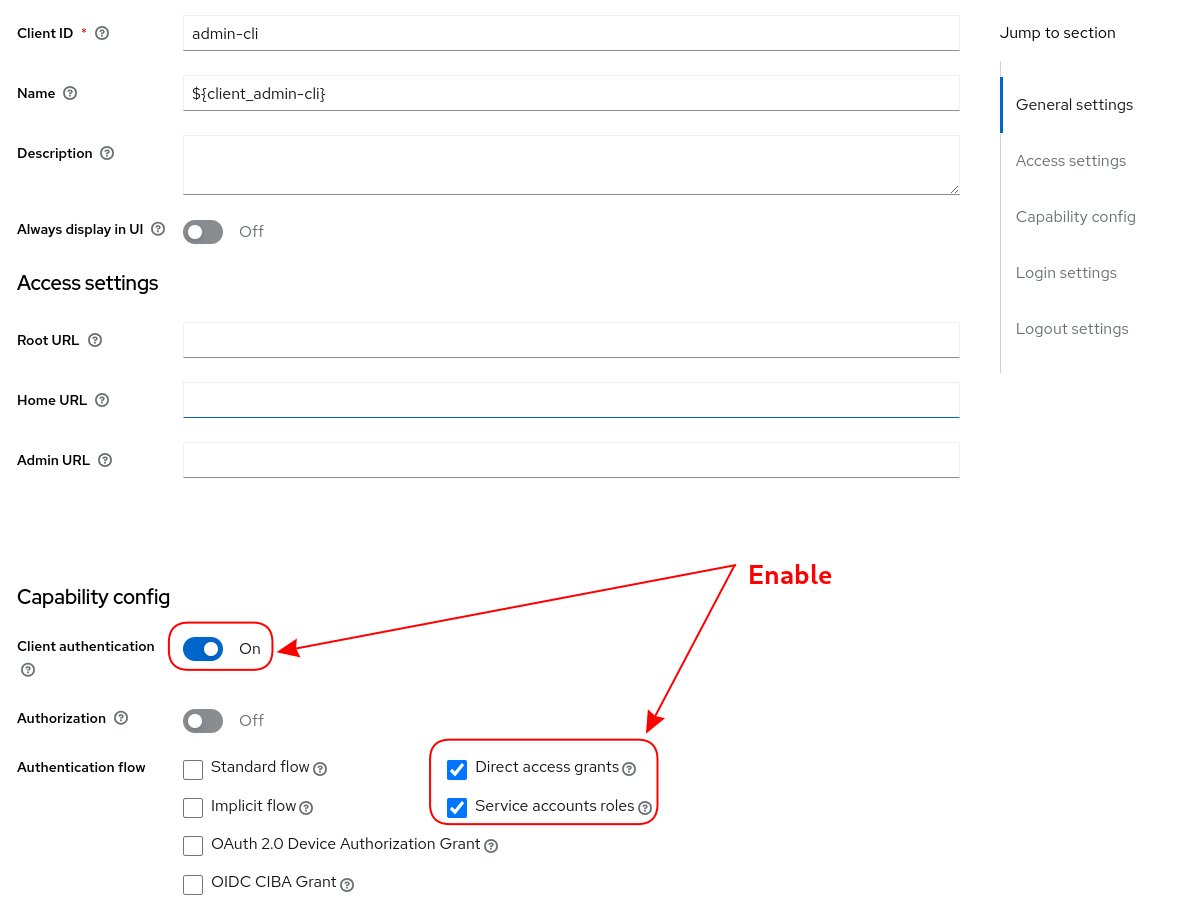 Client ID *
admin-cli
Name
${client_admin-cli}
Description
Always display in UI
Off
Access settings
Root URL
Home URL
Admin URL
Capability config
Client authentication
On
Authorization
Off
Authentication flow
Standard flow
Direct access grants
Implicit flow
Service accounts roles
OAuth 2.0 Device Authorization Grant
OIDC CIBA Grant
Enable
Jump to section
General settings
Access settings
Capability config
Login settings
Logout settings